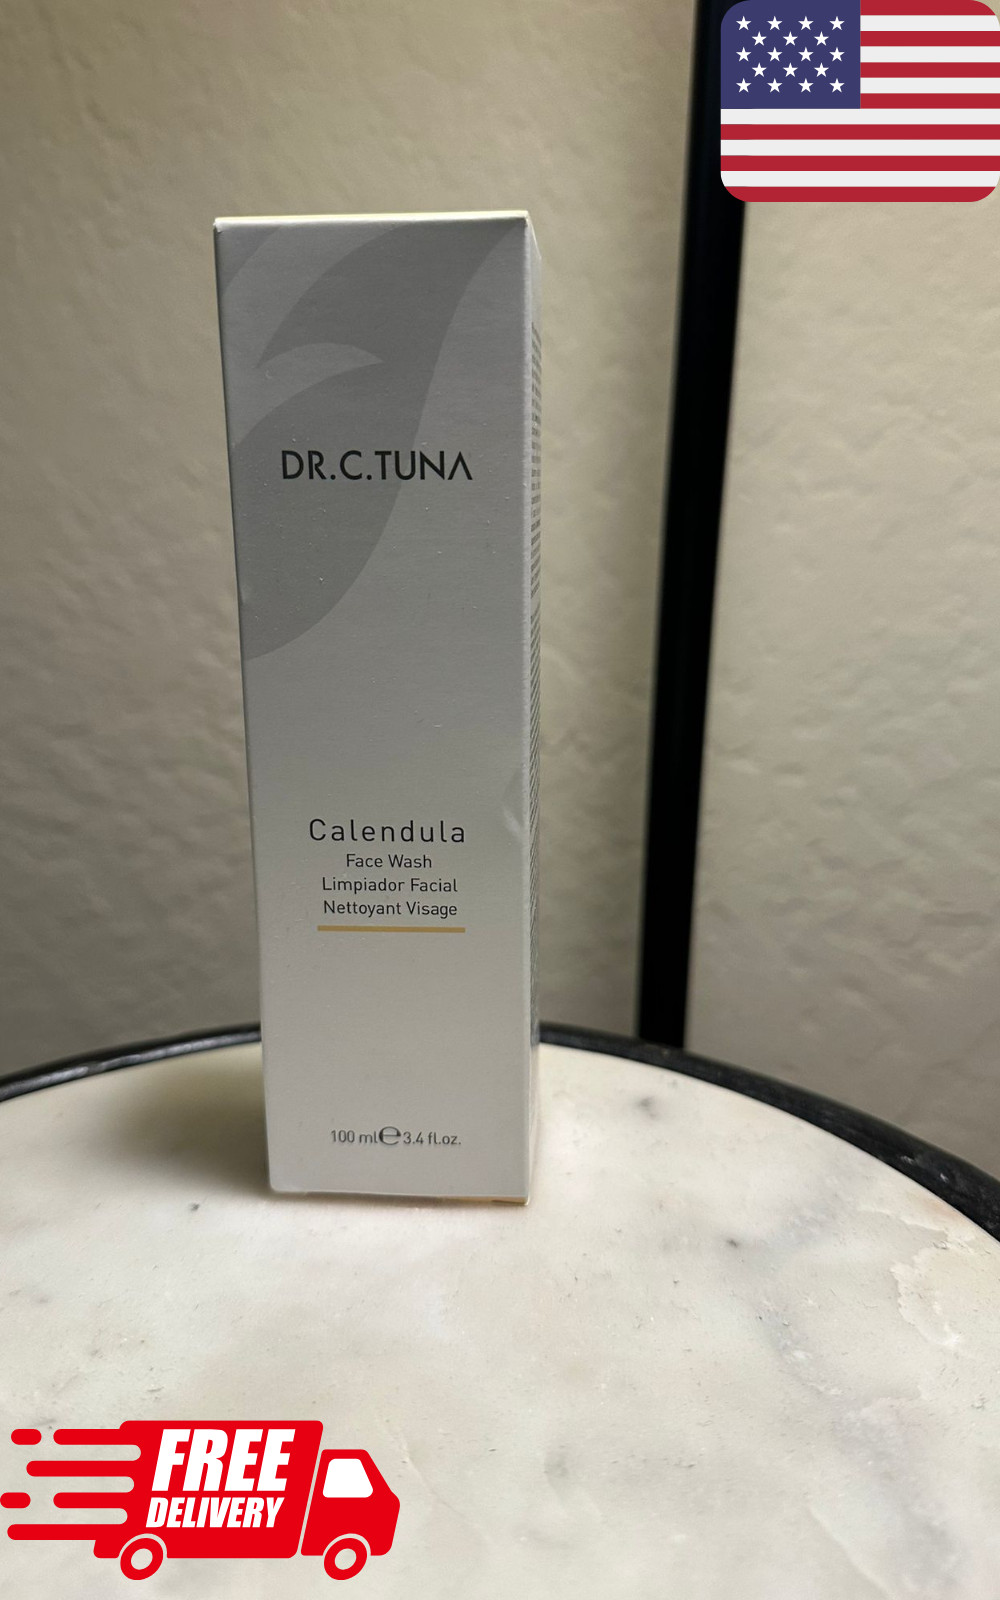 DR.C.TUNA
Calendula
Face Wash
Limpiador Facial
Nettoyant Visage
100 ml ℮ 3.4 fl.oz.
FREE
DELIVERY